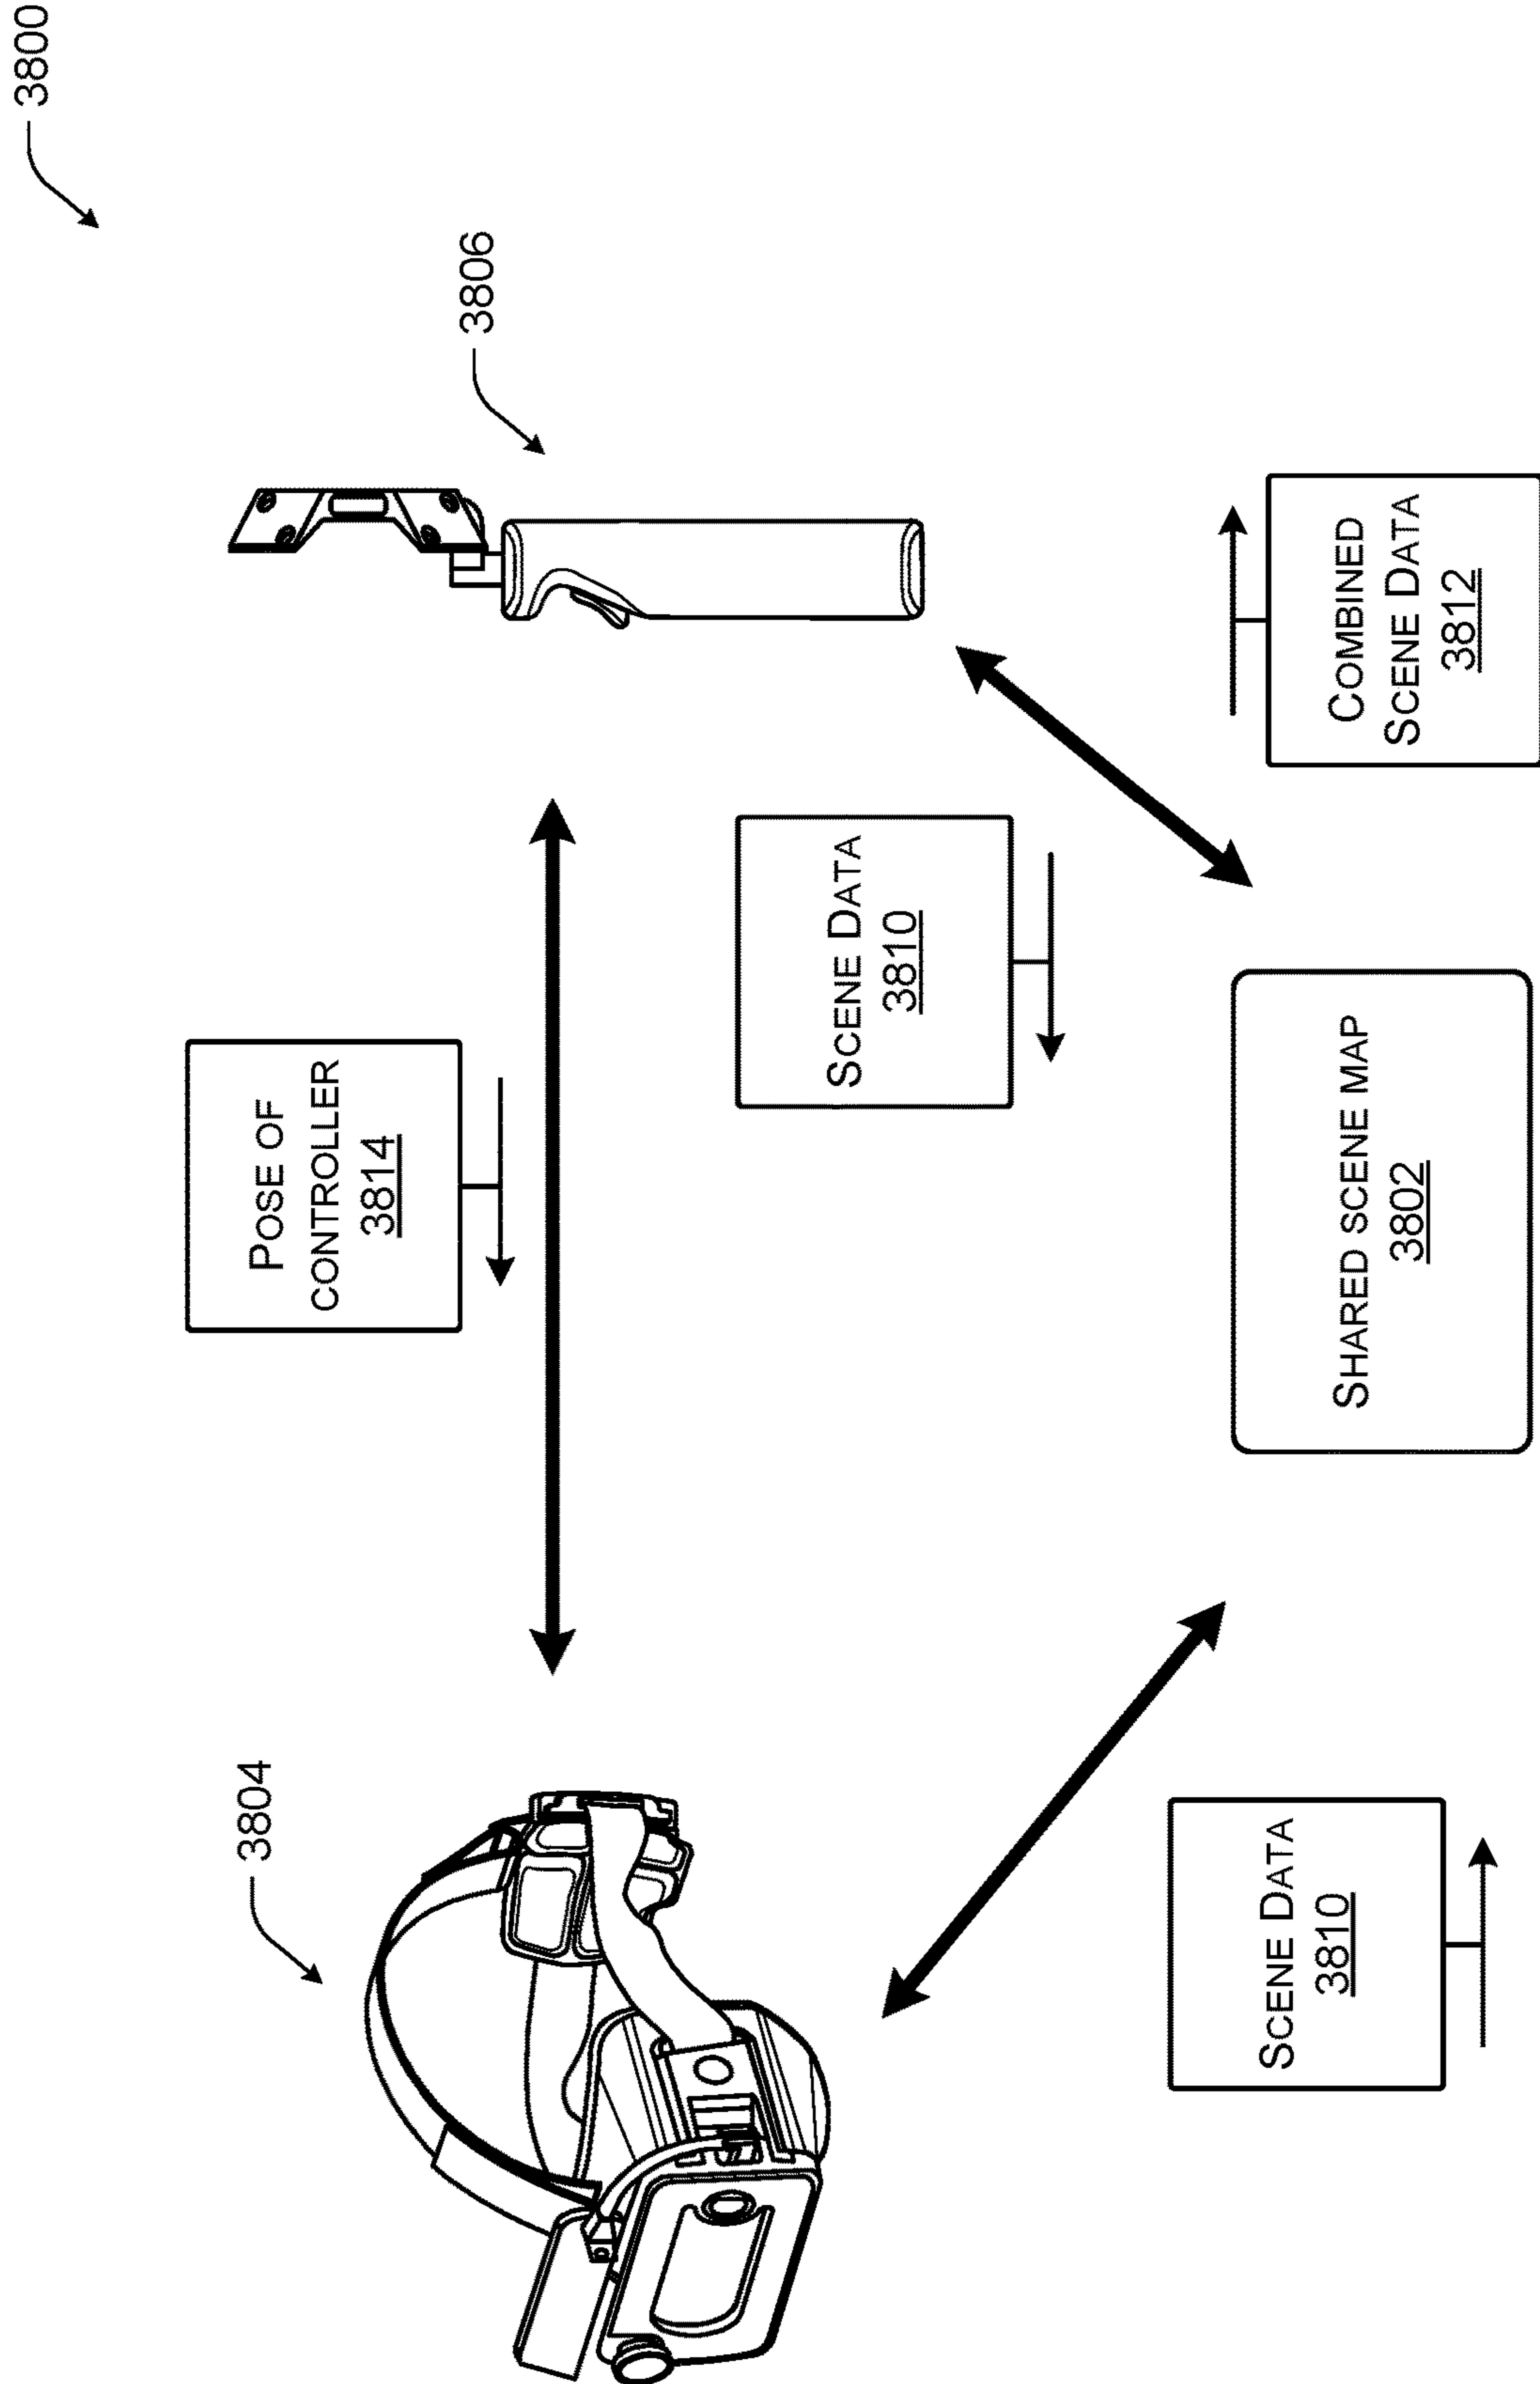 3800
3804
3806
POSE OF
CONTROLLER
3814
SCENE DATA
3810
SCENE DATA
3810
SHARED SCENE MAP
3802
COMBINED
SCENE DATA
3812